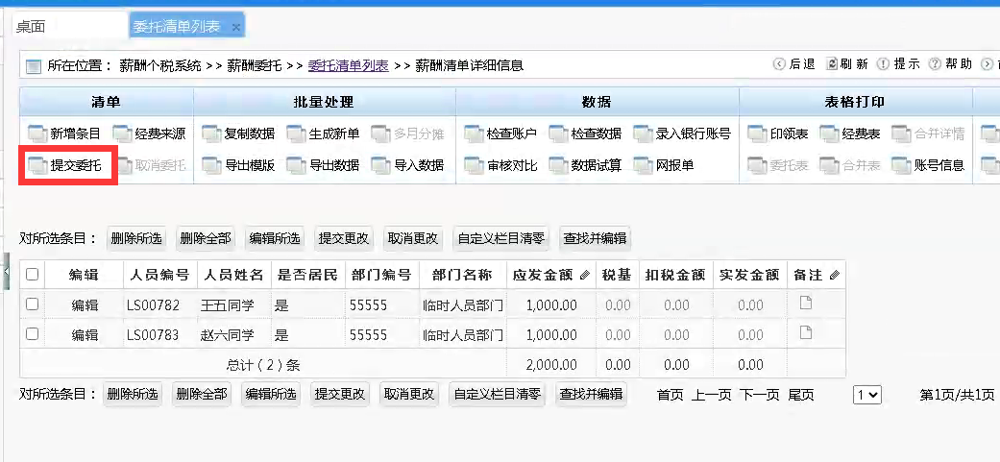 桌面 委托清单列表 ×
所在位置： 薪酬个税系统 >> 薪酬委托 >> 委托清单列表 >> 薪酬清单详细信息 后退 刷新 提示 帮助
清单 批量处理 数据 表格打印
新增条目 经费来源 复制数据 生成新单 多月分摊 检查账户 检查数据 录入银行账号 印领表 经费表 合并详情
提交委托 取消委托 导出模版 导出数据 导入数据 审核对比 数据试算 网报单 委托表 合并表 账号信息
对所选条目： 删除所选 删除全部 编辑所选 提交更改 取消更改 自定义栏目清零 查找并编辑
编辑 人员编号 人员姓名 是否居民 部门编号 部门名称 应发金额 税基 扣税金额 实发金额 备注
编辑 LS00782 王五同学 是 55555 临时人员部门 1,000.00 0.00 0.00 0.00
编辑 LS00783 赵六同学 是 55555 临时人员部门 1,000.00 0.00 0.00 0.00
总计（2）条 2,000.00 0.00 0.00 0.00
对所选条目： 删除所选 删除全部 编辑所选 提交更改 取消更改 自定义栏目清零 查找并编辑 首页 上一页 下一页 尾页 1 第1页/共1页